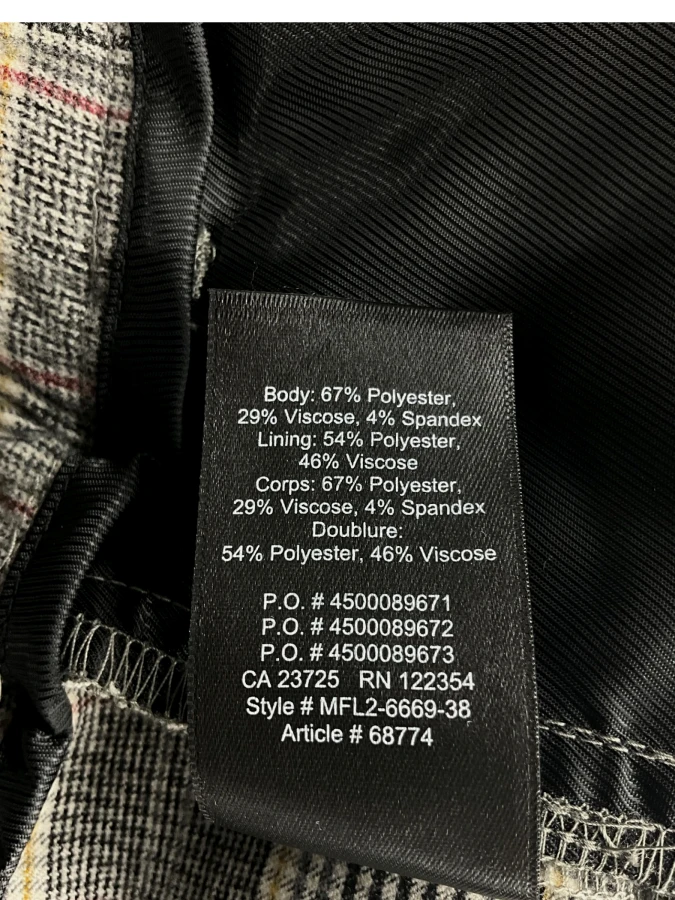 Body: 67% Polyester,
29% Viscose, 4% Spandex
Lining: 54% Polyester,
46% Viscose
Corps: 67% Polyester,
29% Viscose, 4% Spandex
Doublure:
54% Polyester, 46% Viscose
P.O. # 4500089671
P.O. # 4500089672
P.O. # 4500089673
CA 23725 RN 122354
Style # MFL2-6669-38
Article # 68774